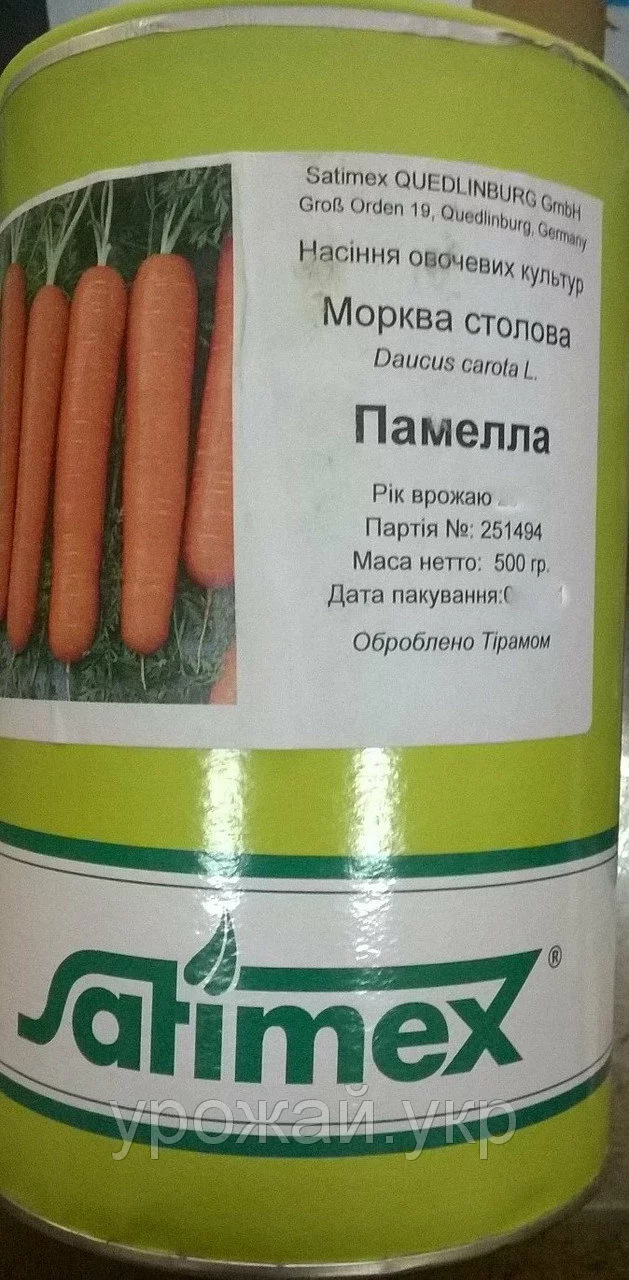 Satimex QUEDLINBURG GmbH
Groß Orden 19, Quedlinburg, Germany
Насіння овочевих культур
Морква столова
Daucus carota L.
Памелла
Рік врожаю
Партія №: 251494
Маса нетто: 500 гр.
Дата пакування:
Оброблено Тірамом
Satimex®
урожай.укр